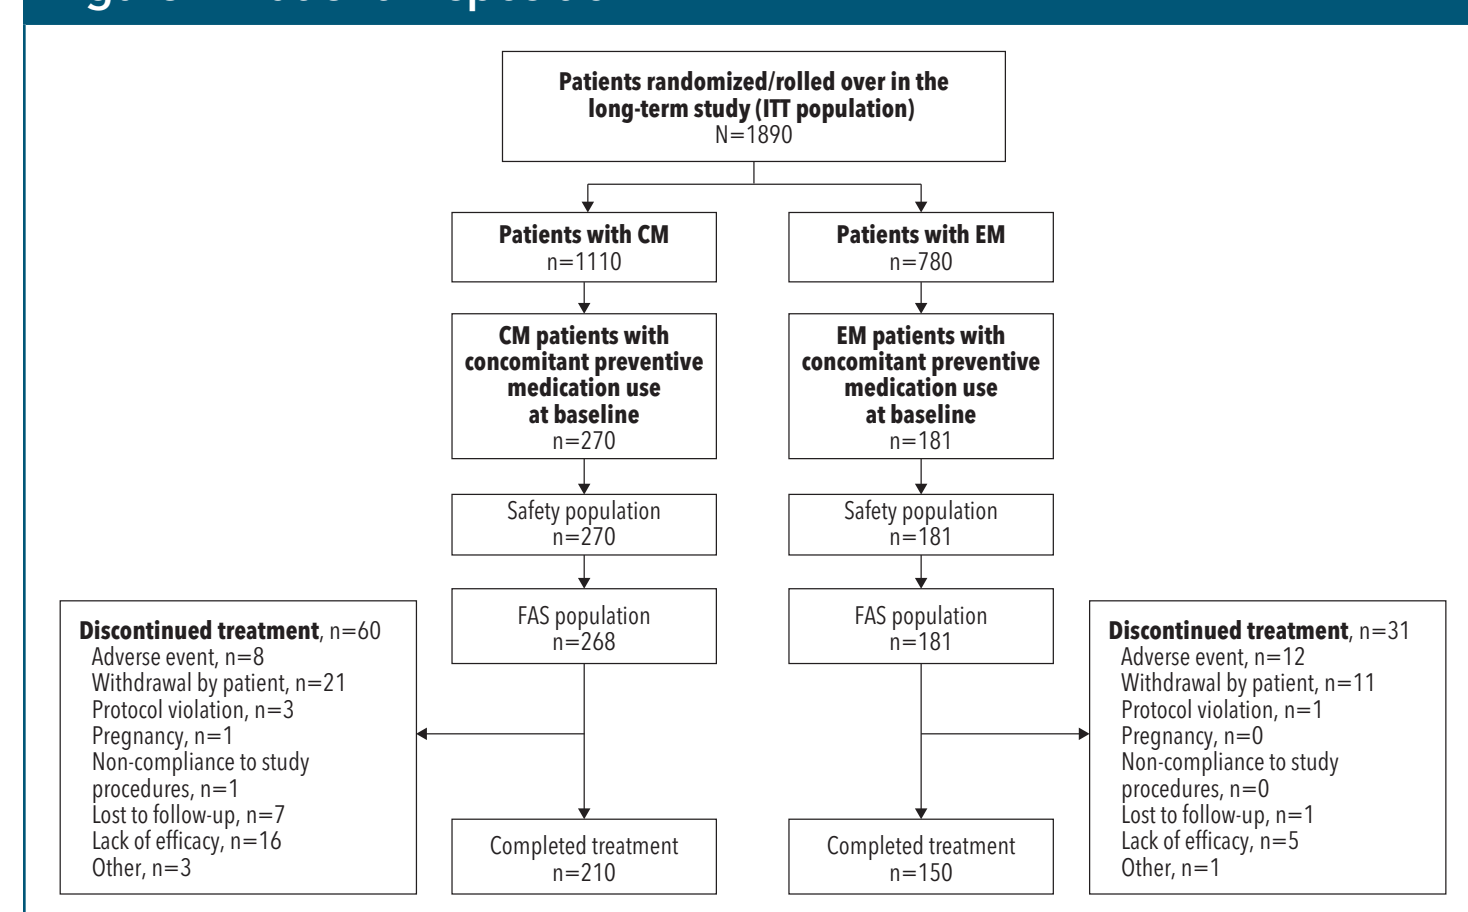 Patients randomized/rolled over in the
long-term study (ITT population)
N=1890
Patients with CM
n=1110
Patients with EM
n=780
CM patients with
concomitant preventive
medication use
at baseline
n=270
EM patients with
concomitant preventive
medication use
at baseline
n=181
Safety population
n=270
Safety population
n=181
FAS population
n=268
FAS population
n=181
Discontinued treatment, n=60
Adverse event, n=8
Withdrawal by patient, n=21
Protocol violation, n=3
Pregnancy, n=1
Non-compliance to study
procedures, n=1
Lost to follow-up, n=7
Lack of efficacy, n=16
Other, n=3
Discontinued treatment, n=31
Adverse event, n=12
Withdrawal by patient, n=11
Protocol violation, n=1
Pregnancy, n=0
Non-compliance to study
procedures, n=0
Lost to follow-up, n=1
Lack of efficacy, n=5
Other, n=1
Completed treatment
n=210
Completed treatment
n=150